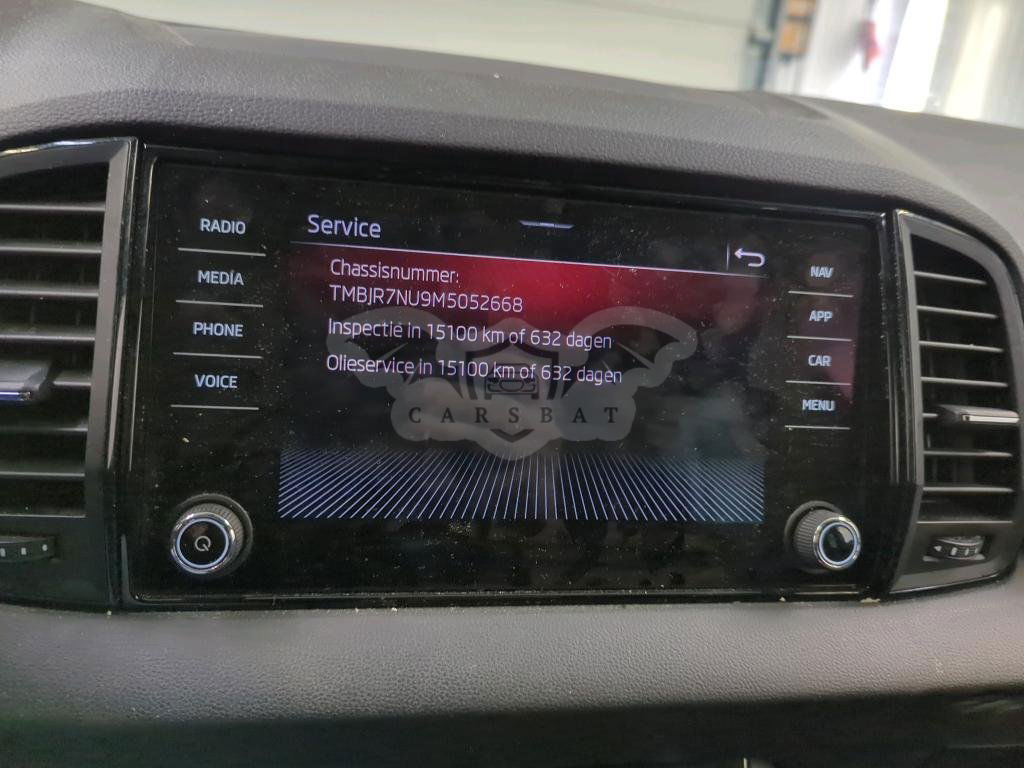 Service
RADIO
MEDIA
PHONE
VOICE
Chassisnummer:
TMBJR7NU9M5052668
Inspectie in 15100 km of 632 dagen
Olieservice in 15100 km of 632 dagen
CARSBAT
NAV
APP
CAR
MENU